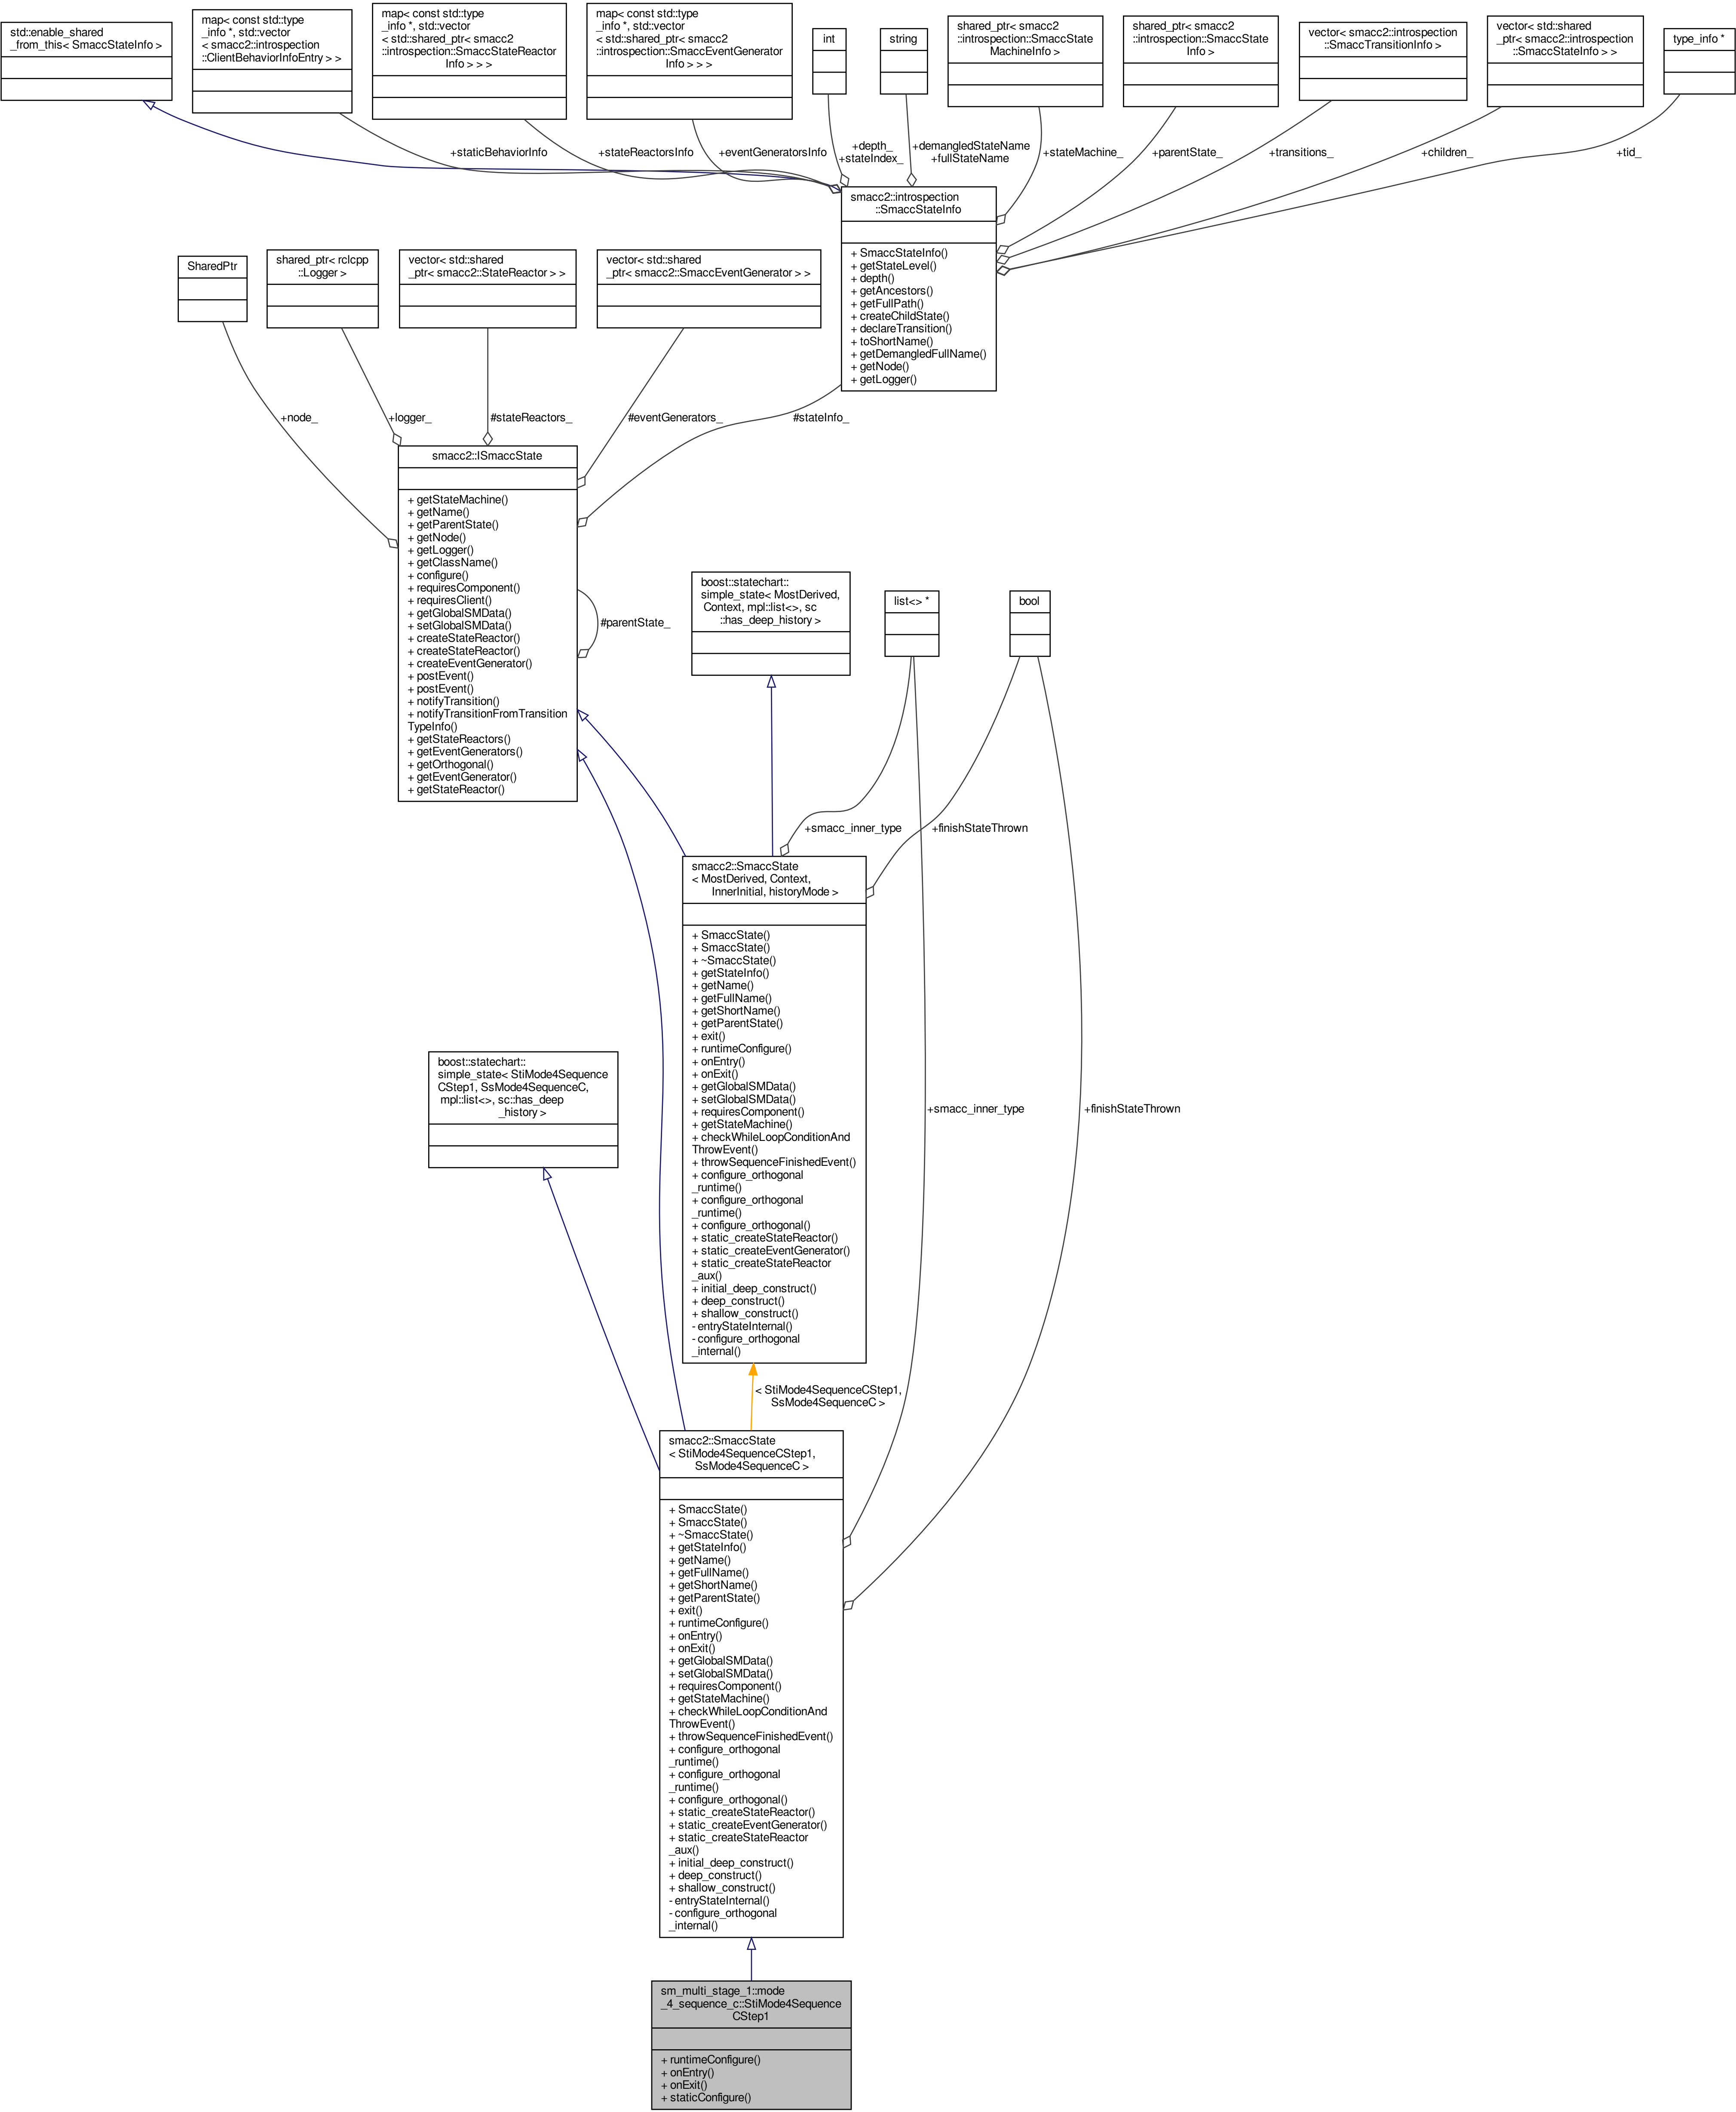 std::enable_shared
_from_this< SmaccStateInfo >
map< const std::type
_info *, std::vector
< smacc2::introspection
::ClientBehaviorInfoEntry > >
map< const std::type
_info *, std::vector
< std::shared_ptr< smacc2
::introspection::SmaccStateReactor
Info > > >
map< const std::type
_info *, std::vector
< std::shared_ptr< smacc2
::introspection::SmaccEventGenerator
Info > > >
int
string
shared_ptr< smacc2
::introspection::SmaccState
MachineInfo >
shared_ptr< smacc2
::introspection::SmaccState
Info >
vector< smacc2::introspection
::SmaccTransitionInfo >
vector< std::shared
_ptr< smacc2::introspection
::SmaccStateInfo > >
type_info *
+staticBehaviorInfo
+stateReactorsInfo
+eventGeneratorsInfo
+depth_
+stateIndex_
+demangledStateName
+fullStateName
+stateMachine_
+parentState_
+transitions_
+children_
+tid_
smacc2::introspection
::SmaccStateInfo
+ SmaccStateInfo()
+ getStateLevel()
+ depth()
+ getAncestors()
+ getFullPath()
+ createChildState()
+ declareTransition()
+ toShortName()
+ getDemangledFullName()
+ getNode()
+ getLogger()
SharedPtr
shared_ptr< rclcpp
::Logger >
vector< std::shared
_ptr< smacc2::StateReactor > >
vector< std::shared
_ptr< smacc2::SmaccEventGenerator > >
+node_
+logger_
#stateReactors_
#eventGenerators_
#stateInfo_
smacc2::ISmaccState
+ getStateMachine()
+ getName()
+ getParentState()
+ getNode()
+ getLogger()
+ getClassName()
+ configure()
+ requiresComponent()
+ requiresClient()
+ getGlobalSMData()
+ setGlobalSMData()
+ createStateReactor()
+ createStateReactor()
+ createEventGenerator()
+ postEvent()
+ postEvent()
+ notifyTransition()
+ notifyTransitionFromTransition
TypeInfo()
+ getStateReactors()
+ getEventGenerators()
+ getOrthogonal()
+ getEventGenerator()
+ getStateReactor()
#parentState_
boost::statechart::
simple_state< MostDerived,
Context, mpl::list<>, sc
::has_deep_history >
list<> *
bool
+smacc_inner_type
+finishStateThrown
smacc2::SmaccState
< MostDerived, Context,
InnerInitial, historyMode >
+ SmaccState()
+ SmaccState()
+ ~SmaccState()
+ getStateInfo()
+ getName()
+ getFullName()
+ getShortName()
+ getParentState()
+ exit()
+ runtimeConfigure()
+ onEntry()
+ onExit()
+ getGlobalSMData()
+ setGlobalSMData()
+ requiresComponent()
+ getStateMachine()
+ checkWhileLoopConditionAnd
ThrowEvent()
+ throwSequenceFinishedEvent()
+ configure_orthogonal
_runtime()
+ configure_orthogonal
_runtime()
+ configure_orthogonal()
+ static_createStateReactor()
+ static_createEventGenerator()
+ static_createStateReactor
_aux()
+ initial_deep_construct()
+ deep_construct()
+ shallow_construct()
- entryStateInternal()
- configure_orthogonal
_internal()
boost::statechart::
simple_state< StiMode4Sequence
CStep1, SsMode4SequenceC,
mpl::list<>, sc::has_deep
_history >
+smacc_inner_type
+finishStateThrown
< StiMode4SequenceCStep1,
SsMode4SequenceC >
smacc2::SmaccState
< StiMode4SequenceCStep1,
SsMode4SequenceC >
+ SmaccState()
+ SmaccState()
+ ~SmaccState()
+ getStateInfo()
+ getName()
+ getFullName()
+ getShortName()
+ getParentState()
+ exit()
+ runtimeConfigure()
+ onEntry()
+ onExit()
+ getGlobalSMData()
+ setGlobalSMData()
+ requiresComponent()
+ getStateMachine()
+ checkWhileLoopConditionAnd
ThrowEvent()
+ throwSequenceFinishedEvent()
+ configure_orthogonal
_runtime()
+ configure_orthogonal
_runtime()
+ configure_orthogonal()
+ static_createStateReactor()
+ static_createEventGenerator()
+ static_createStateReactor
_aux()
+ initial_deep_construct()
+ deep_construct()
+ shallow_construct()
- entryStateInternal()
- configure_orthogonal
_internal()
sm_multi_stage_1::mode
_4_sequence_c::StiMode4Sequence
CStep1
+ runtimeConfigure()
+ onEntry()
+ onExit()
+ staticConfigure()